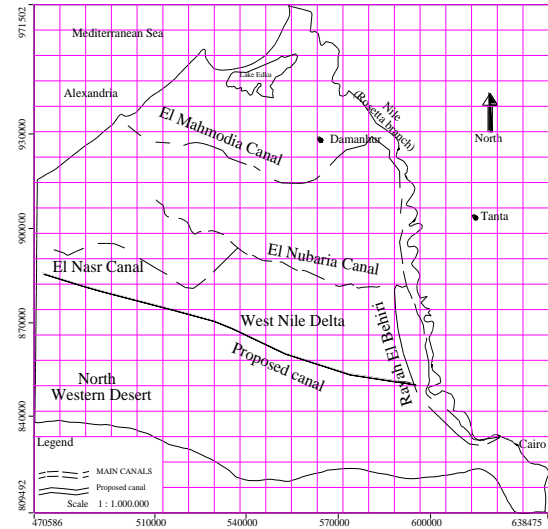 971502
Mediterranean Sea
Lake Edku
Alexandria
Nile
(Rosetta branch)
El Mahmodia Canal
Damanhur
North
930000
Tanta
900000
El Nubaria Canal
El Nasr Canal
870000
West Nile Delta
Proposed canal
Rayah El Behiri
North
Western Desert
840000
Legend
Cairo
MAIN CANALS
Proposed canal
Scale 1 : 1.000.000
809492
470586 510000 540000 570000 600000 638475